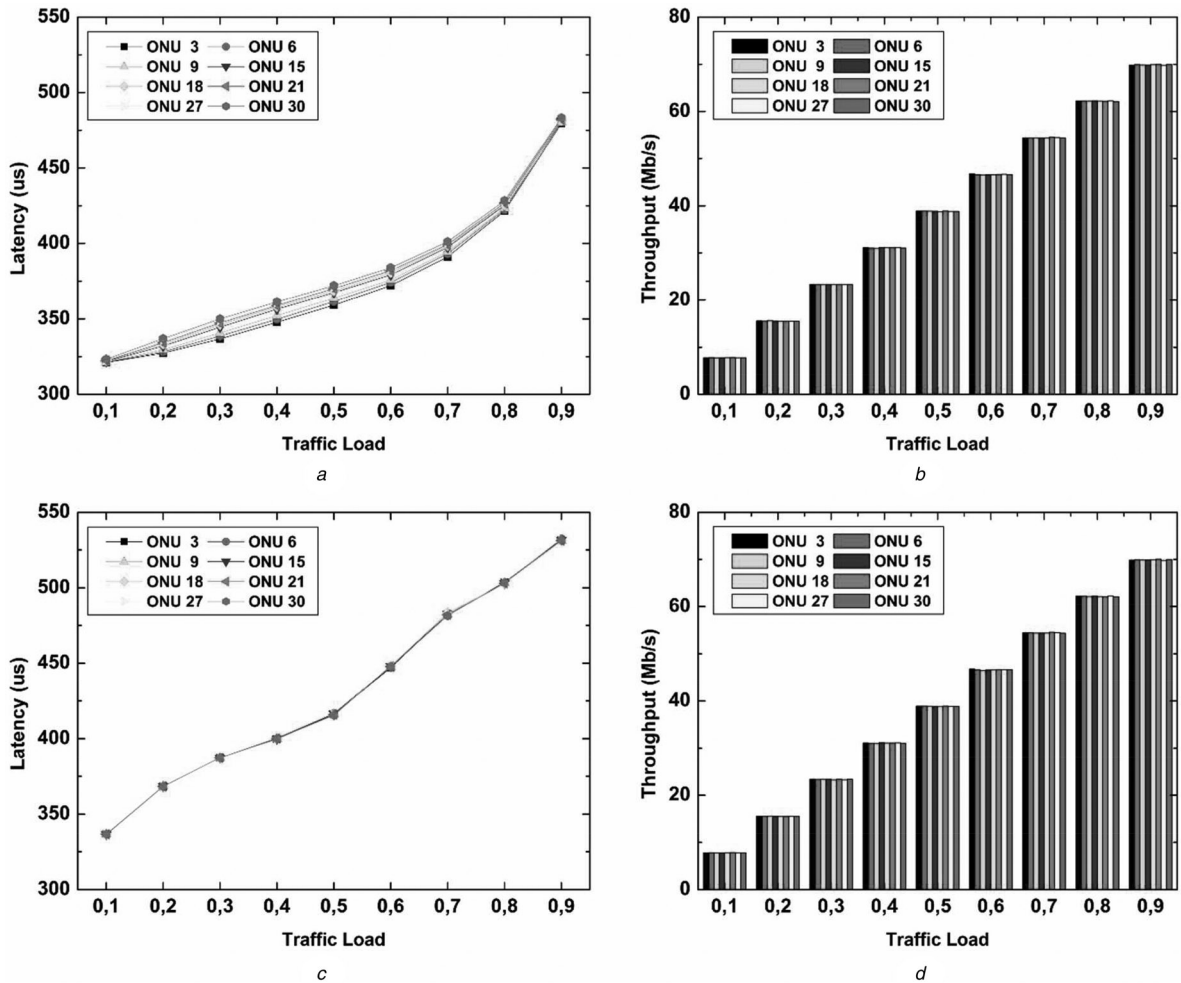 550
500
450
400
350
300
Latency (us)
ONU 3 ONU 6
ONU 9 ONU 15
ONU 18 ONU 21
ONU 27 ONU 30
0,1 0,2 0,3 0,4 0,5 0,6 0,7 0,8 0,9
Traffic Load
a
80
60
40
20
0
Throughput (Mb/s)
ONU 3 ONU 6
ONU 9 ONU 15
ONU 18 ONU 21
ONU 27 ONU 30
0,1 0,2 0,3 0,4 0,5 0,6 0,7 0,8 0,9
Traffic Load
b
550
500
450
400
350
300
Latency (us)
ONU 3 ONU 6
ONU 9 ONU 15
ONU 18 ONU 21
ONU 27 ONU 30
0,1 0,2 0,3 0,4 0,5 0,6 0,7 0,8 0,9
Traffic Load
c
80
60
40
20
0
Throughput (Mb/s)
ONU 3 ONU 6
ONU 9 ONU 15
ONU 18 ONU 21
ONU 27 ONU 30
0,1 0,2 0,3 0,4 0,5 0,6 0,7 0,8 0,9
Traffic Load
d